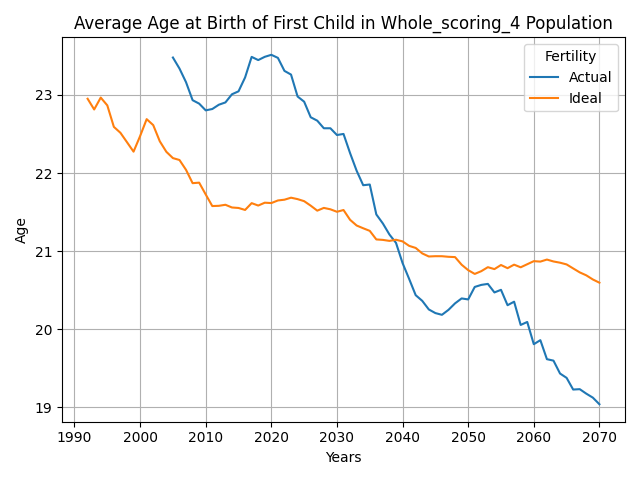 Average Age at Birth of First Child in Whole_scoring_4 Population
Fertility
Actual
Ideal
Age
23
22
21
20
19
1990
2000
2010
2020
2030
2040
2050
2060
2070
Years